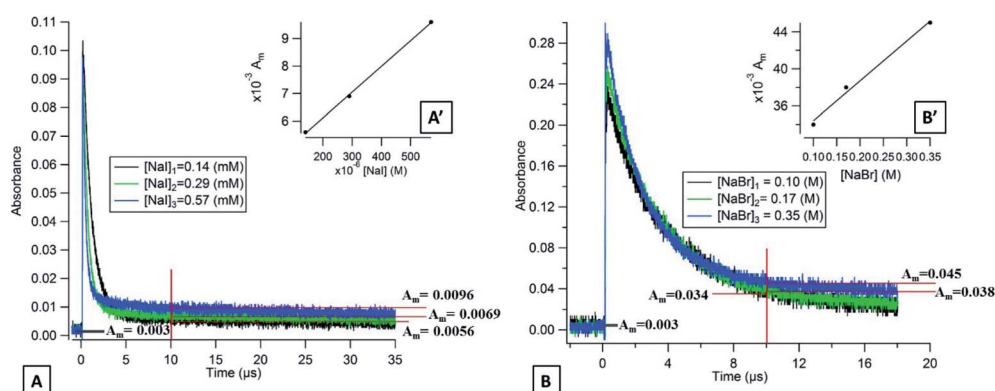 0.11
0.10
0.09
0.08
0.07
0.06
0.05
0.04
0.03
0.02
0.01
0.00
Absorbance
0
5
10
15
20
25
30
35
Time (µs)
[NaI]₁=0.14 (mM)
[NaI]₂=0.29 (mM)
[NaI]₃=0.57 (mM)
Aₘ= 0.003
Aₘ= 0.0096
Aₘ= 0.0069
Aₘ= 0.0056
A
x10⁻³ Aₘ
9
8
7
6
200
300
400
500
x10⁻⁶ [NaI] (M)
A’
0.28
0.24
0.20
0.16
0.12
0.08
0.04
0.00
Absorbance
0
4
8
12
16
20
Time (µs)
[NaBr]₁ = 0.10 (M)
[NaBr]₂ = 0.17 (M)
[NaBr]₃ = 0.35 (M)
Aₘ=0.034
Aₘ=0.003
Aₘ=0.045
Aₘ=0.038
B
x10⁻³ Aₘ
44
40
36
0.10
0.15
0.20
0.25
0.30
0.35
[NaBr] (M)
B’